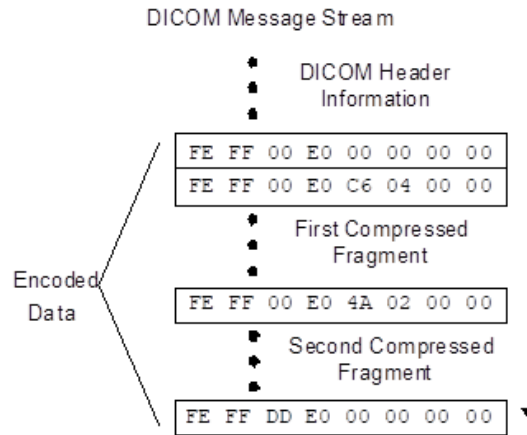 DICOM Message Stream
DICOM Header
Information
FE FF 00 E0 00 00 00 00
FE FF 00 E0 C6 04 00 00
First Compressed
Fragment
Encoded
Data
FE FF 00 E0 4A 02 00 00
Second Compressed
Fragment
FE FF DD E0 00 00 00 00